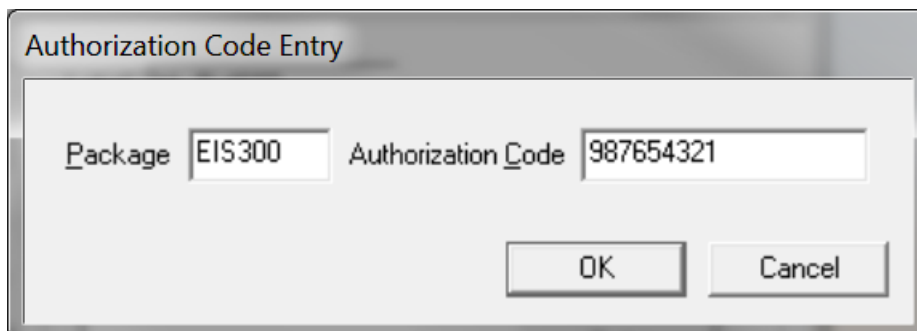 Authorization Code Entry
Package EIS300 Authorization Code 987654321
OK Cancel